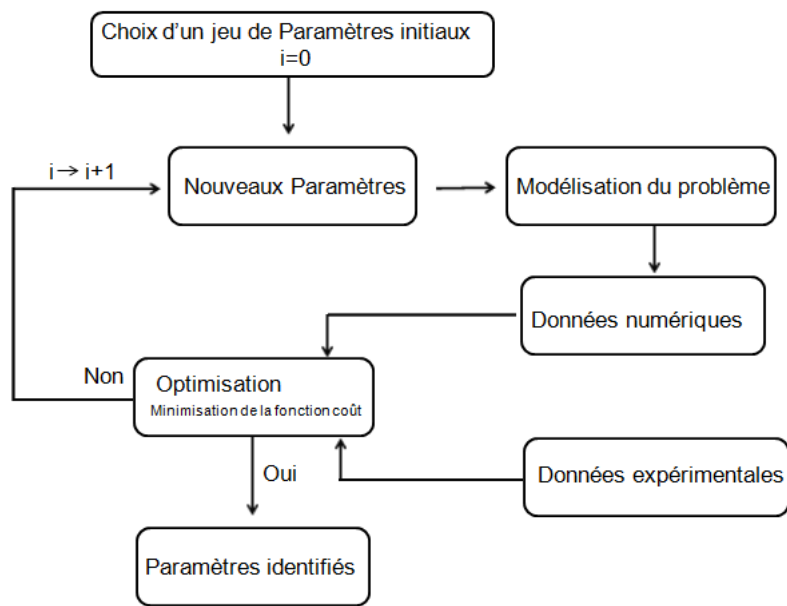 Choix d'un jeu de Paramètres initiaux
i=0
i→ i+1
Nouveaux Paramètres
Modélisation du problème
Données numériques
Non
Optimisation
Minimisation de la fonction coût
Oui
Données expérimentales
Paramètres identifiés